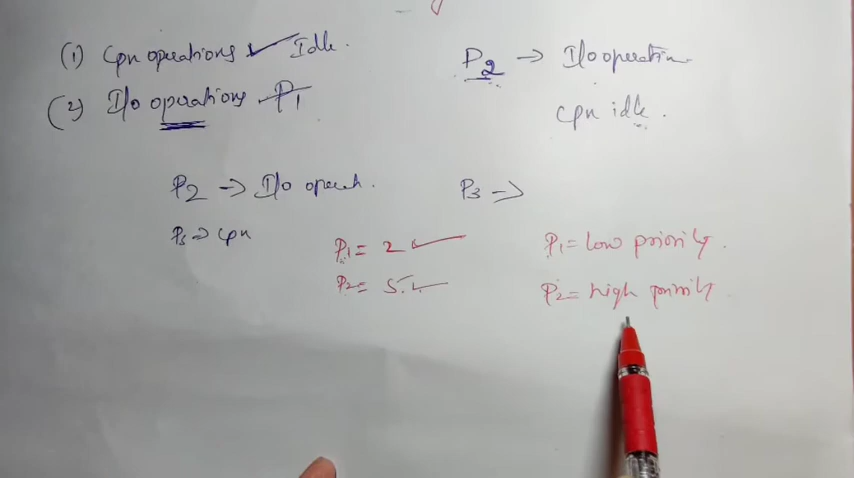 (1) Cpu operations ✓ Idle.
(2) I/o operations P1
P2 → I/o operation
cpu idle.
P2 → I/o operat.
P3 →
P3 → cpu
P1 = 2 ✓
P2 = 5 ✓
P1 = low priority.
P2 = high priority.